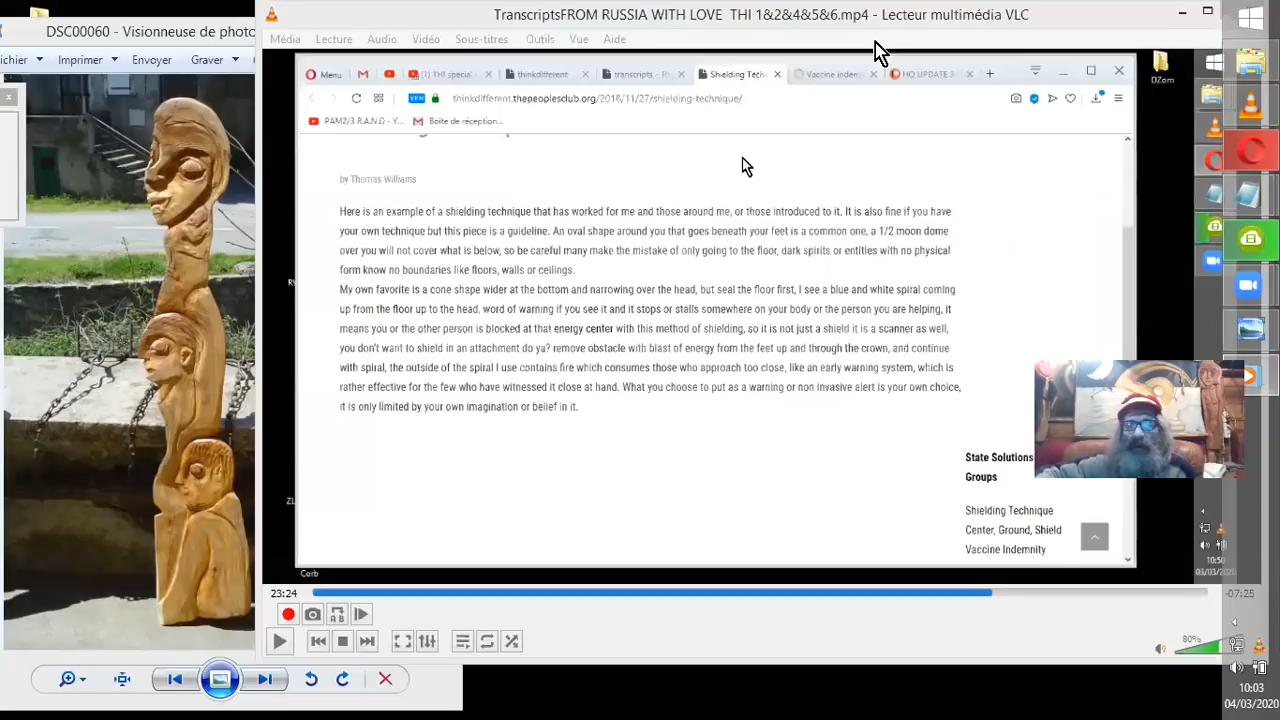 DSC00060 - Visionneuse de photo
TranscriptsFROM RUSSIA WITH LOVE THI 1&2&4&5&6.mp4 - Lecteur multimédia VLC
ichier
Imprimer
Envoyer
Graver
Média Lecture Audio Vidéo Sous-titres Outils Vue Aide
Menu
(1) THI special
thinkdifferent
transcripts - R
Shielding Tech
Vaccine indem
HQ UPDATE 3
VPN
thinkdifferent.thepeoplesclub.org/2018/11/27/shielding-technique/
PAM2/3 R.A.N.D - Y...
Boîte de réception...
DZom
by Thomas Williams
Here is an example of a shielding technique that has worked for me and those around me, or those introduced to it. It is also fine if you have
your own technique but this piece is a guideline. An oval shape around you that goes beneath your feet is a common one, a 1/2 moon dome
over you will not cover what is below, so be careful many make the mistake of only going to the floor, dark spirits or entities with no physical
form know no boundaries like floors, walls or ceilings.
My own favorite is a cone shape wider at the bottom and narrowing over the head, but seal the floor first, I see a blue and white spiral coming
up from the floor up to the head, word of warning if you see it and it stops or stalls somewhere on your body or the person you are helping, it
means you or the other person is blocked at that energy center with this method of shielding, so it is not just a shield it is a scanner as well,
you don't want to shield in an attachment do ya? remove obstacle with blast of energy from the feet up and through the crown, and continue
with spiral, the outside of the spiral I use contains fire which consumes those who approach too close, like an early warning system, which is
rather effective for the few who have witnessed it close at hand. What you choose to put as a warning or non invasive alert is your own choice,
it is only limited by your own imagination or belief in it.
State Solutions
Groups
Shielding Technique
Center, Ground, Shield
Vaccine Indemnity
ZL
Corb
10:50
03/03/2020
23:24
-07:25
80%
10:03
04/03/2020